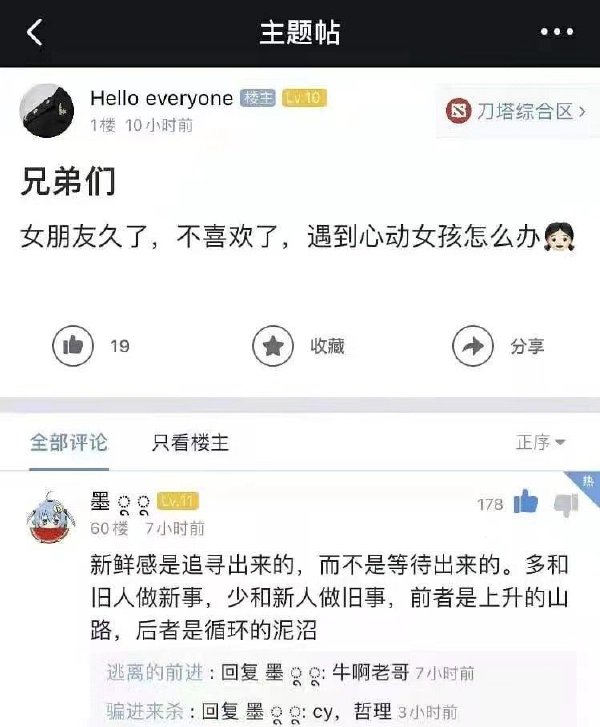 主题帖
Hello everyone 楼主 Lv.10
1楼 10小时前
刀塔综合区
兄弟们
女朋友久了，不喜欢了，遇到心动女孩怎么办👧🏻
19 收藏 分享
全部评论 只看楼主 正序
热
墨 Lv.11
178
60楼 7小时前
新鲜感是追寻出来的，而不是等待出来的。多和
旧人做新事，少和新人做旧事，前者是上升的山
路，后者是循环的泥沼
逃离的前进：回复 墨 : 牛啊老哥 7小时前
骗进来杀：回复 墨 : cy，哲理 3小时前